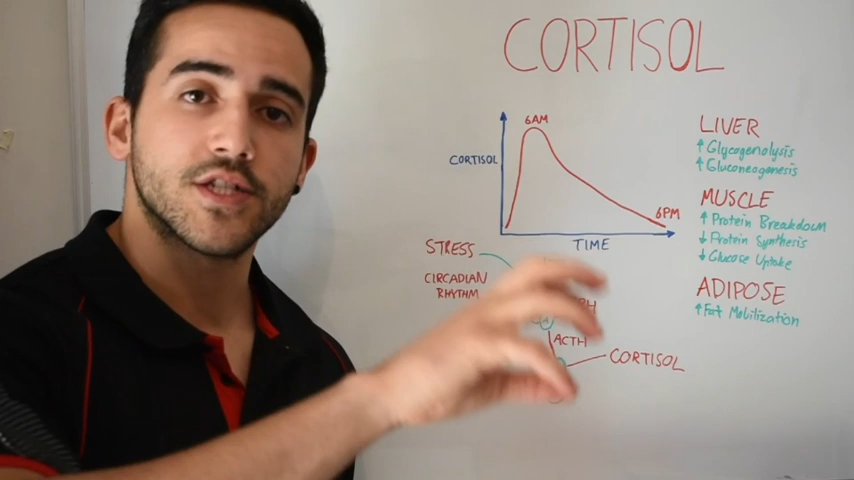 CORTISOL
6AM
CORTISOL
6PM
TIME
STRESS
CIRCADIAN
RHYTHM
ACTH
CORTISOL
LIVER
↑ Glycogenolysis
↑ Gluconeogenesis
MUSCLE
↑ Protein Breakdown
↓ Protein Synthesis
↓ Glucose Uptake
ADIPOSE
↑ Fat Mobilization